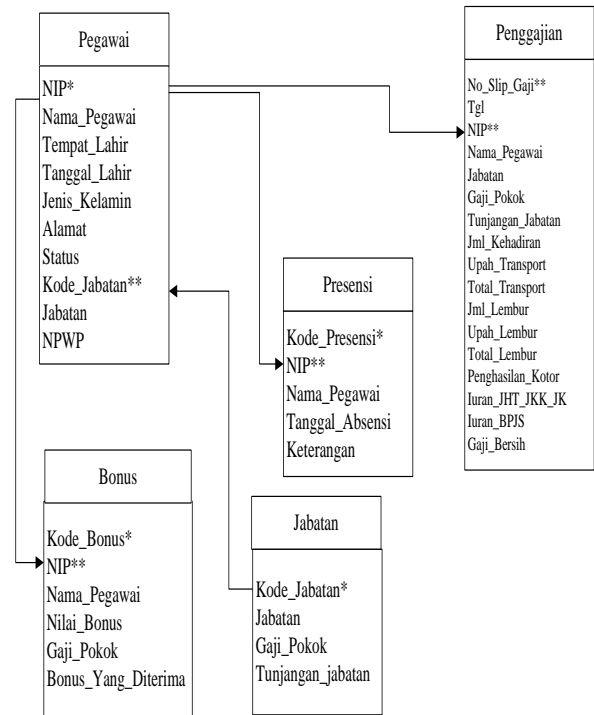 Pegawai
NIP*
Nama_Pegawai
Tempat_Lahir
Tanggal_Lahir
Jenis_Kelamin
Alamat
Status
Kode_Jabatan**
Jabatan
NPWP
Penggajian
No_Slip_Gaji**
Tgl
NIP**
Nama_Pegawai
Jabatan
Gaji_Pokok
Tunjangan_Jabatan
Jml_Kehadiran
Upah_Transport
Total_Transport
Jml_Lembur
Upah_Lembur
Total_Lembur
Penghasilan_Kotor
Iuran_JHT_JKK_JK
Iuran_BPJS
Gaji_Bersih
Presensi
Kode_Presensi*
NIP**
Nama_Pegawai
Tanggal_Absensi
Keterangan
Bonus
Kode_Bonus*
NIP**
Nama_Pegawai
Nilai_Bonus
Gaji_Pokok
Bonus_Yang_Diterima
Jabatan
Kode_Jabatan*
Jabatan
Gaji_Pokok
Tunjangan_jabatan